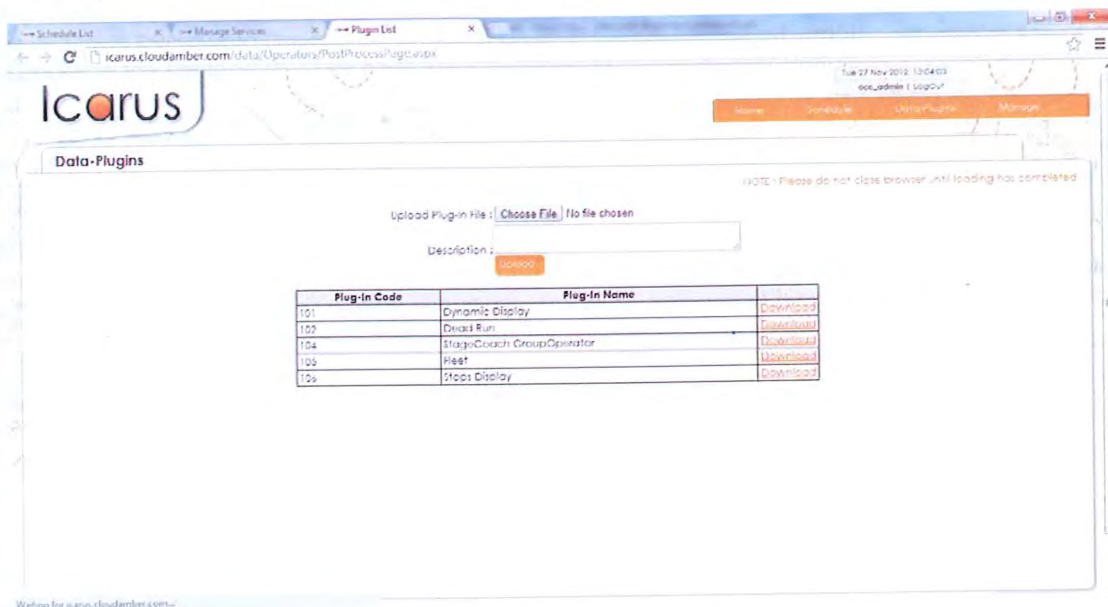 Schedule List
Manage Services
Plugin List
icarus.cloudamber.com/data/Operators/PostProcessPage.aspx
Tue 27 Nov 2012, 13:04:03
occ_admin | LogOut
Icarus
Home Schedule Data-Plugins Manage
Data-Plugins
NOTE - Please do not close browser until loading has completed
Upload Plug-in File : Choose File No file chosen
Description :
Upload
Plug-In Code Plug-In Name
101 Dynamic Display Download
102 Dead Run Download
104 StageCoach GroupOperator Download
105 Fleet Download
106 Stops Display Download
Waiting for icarus.cloudamber.com...